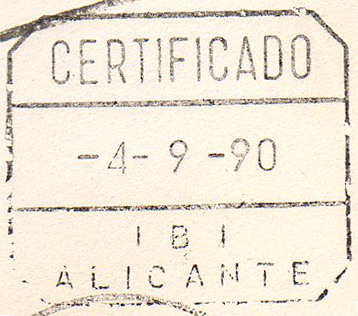 CERTIFICADO
-4-9-90
IBI
ALICANTE